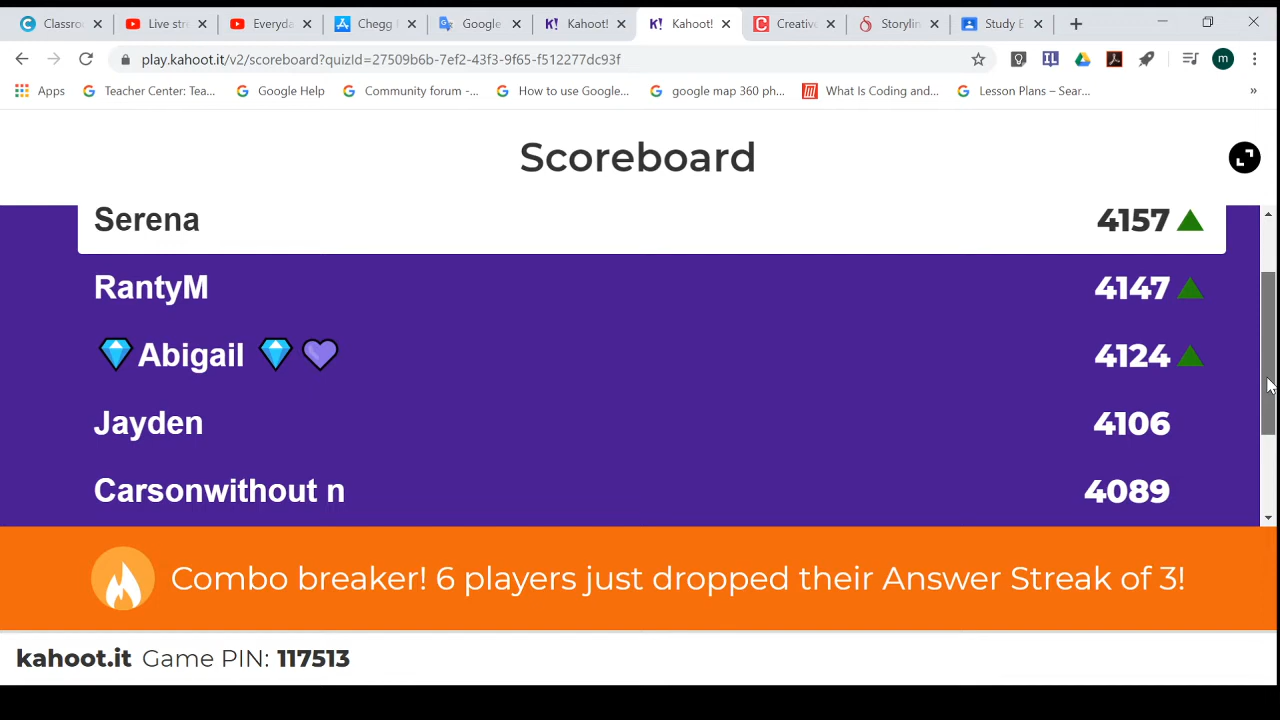 Classroo
Live stre
Everyda
Chegg
Google
Kahoot!
Kahoot!
Creative
Storylin
Study E
play.kahoot.it/v2/scoreboard?quizId=27509b6b-7ef2-43f3-9f65-f512277dc93f
m
Apps
Teacher Center: Tea...
Google Help
Community forum -...
How to use Google...
google map 360 ph...
What Is Coding and...
Lesson Plans – Sear...
»
Scoreboard
Serena 4157
RantyM 4147
💎Abigail 💎💜 4124
Jayden 4106
Carsonwithout n 4089
Combo breaker! 6 players just dropped their Answer Streak of 3!
kahoot.it Game PIN: 117513